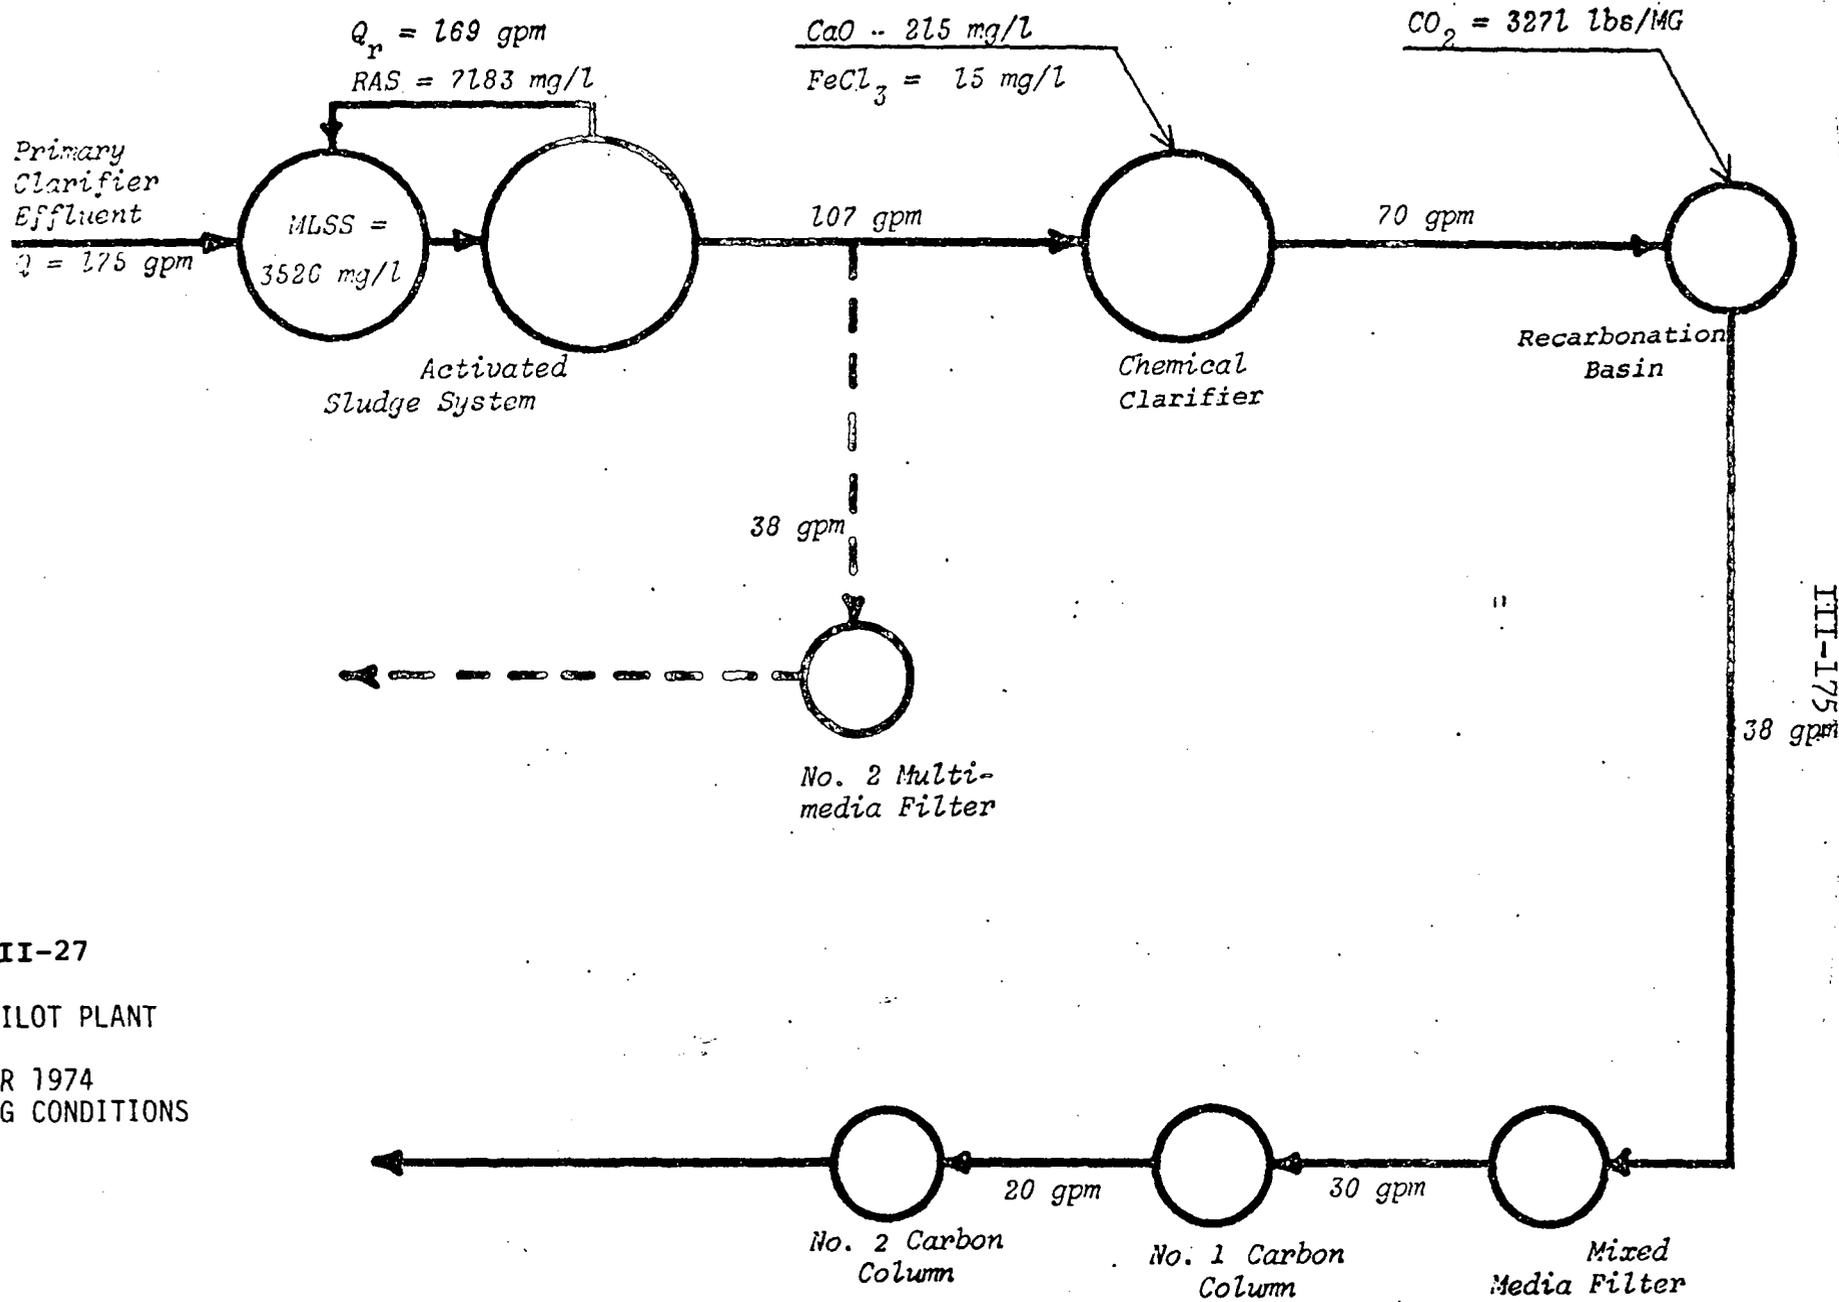 Q_r = 169 gpm
RAS = 7183 mg/l
CaO - 215 mg/l
FeCl_3 = 15 mg/l
CO_2 = 3271 lbs/MG
Primary
Clarifier
Effluent
Q = 175 gpm
MLSS =
3520 mg/l
107 gpm
70 gpm
Activated
Sludge System
Chemical
Clarifier
Recarbonation
Basin
38 gpm
III-175
38 gpm
No. 2 Multi-
media Filter
II-27
ILOT PLANT
R 1974
G CONDITIONS
20 gpm
30 gpm
No. 2 Carbon
Column
No. 1 Carbon
Column
Mixed
Media Filter